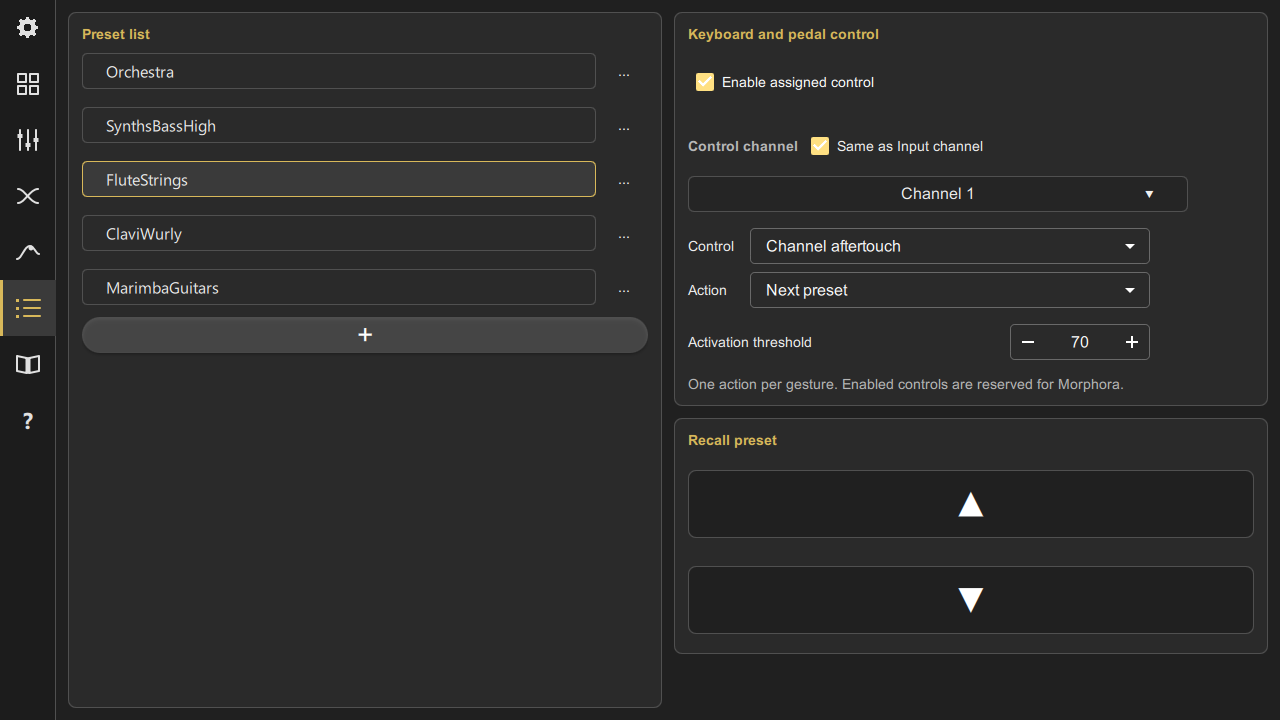 Preset list
Orchestra
...
SynthsBassHigh
...
FluteStrings
...
ClaviWurly
...
MarimbaGuitars
...
+
?
Keyboard and pedal control
Enable assigned control
Control channel
Same as Input channel
Channel 1
Control
Channel aftertouch
Action
Next preset
Activation threshold
− 70 +
One action per gesture. Enabled controls are reserved for Morphora.
Recall preset